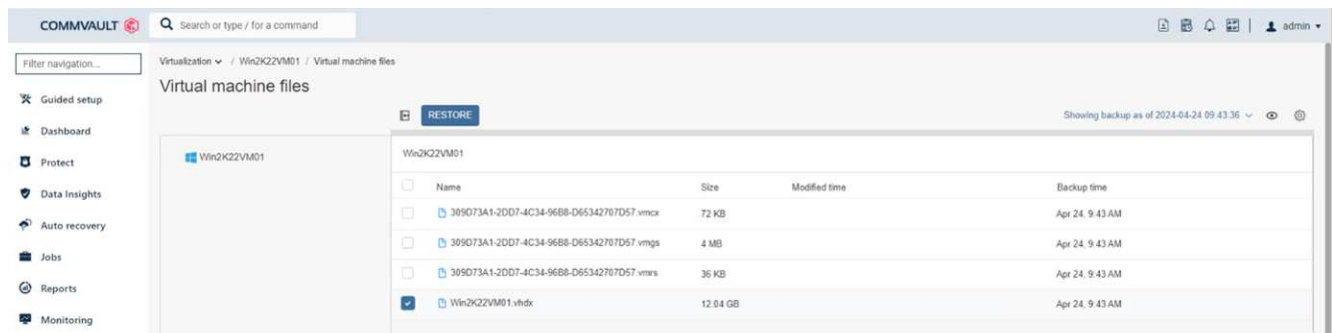 COMMVAULT Search or type / for a command admin
Filter navigation... Virtualization / Win2K22VM01 / Virtual machine files
Virtual machine files
Guided setup
RESTORE Showing backup as of 2024-04-24 09:43:36
Dashboard
Win2K22VM01 Win2K22VM01
Protect
Name Size Modified time Backup time
Data Insights
309D73A1-2DD7-4C34-96B8-D65342707D57.vmcx 72 KB Apr 24, 9:43 AM
Auto recovery
309D73A1-2DD7-4C34-96B8-D65342707D57.vmgs 4 MB Apr 24, 9:43 AM
Jobs
309D73A1-2DD7-4C34-96B8-D65342707D57.vmrs 36 KB Apr 24, 9:43 AM
Reports
Win2K22VM01.vhdx 12.04 GB Apr 24, 9:43 AM
Monitoring